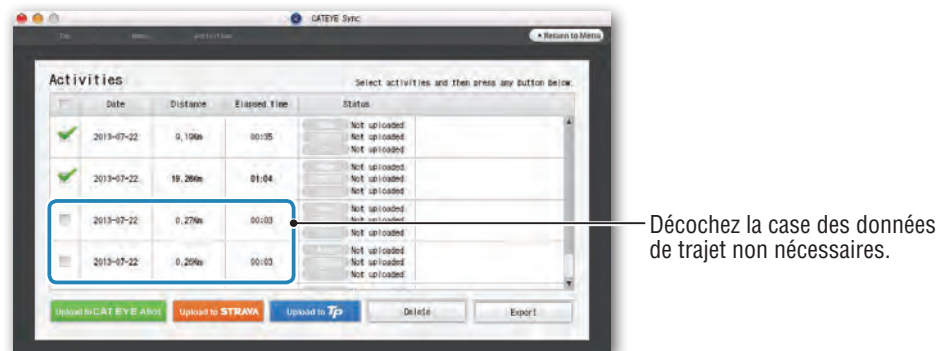 CATEYE Sync
Top Menu Activities
• Return to Menu
Activities
Select activities and then press any button below.
Date Distance Elapsed time Status
2013-07-22 00:35
Not uploaded
Not uploaded
Not uploaded
2013-07-22 01:04
Not uploaded
Not uploaded
Not uploaded
2013-07-22 00:03
Not uploaded
Not uploaded
Not uploaded
2013-07-22 00:03
Not uploaded
Not uploaded
Not uploaded
Upload to CAT EYE Atlas Upload to STRAVA Upload to Tp Delete Export
Décochez la case des données
de trajet non nécessaires.